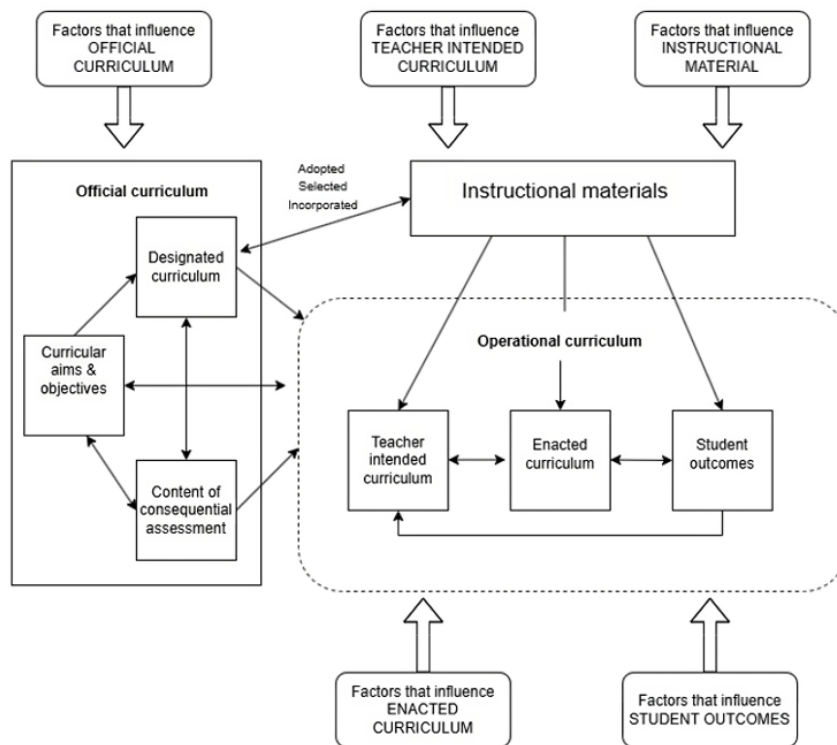 Factors that influence
OFFICIAL
CURRICULUM
Factors that influence
TEACHER INTENDED
CURRICULUM
Factors that influence
INSTRUCTIONAL
MATERIAL
Official curriculum
Adopted
Selected
Incorporated
Instructional materials
Designated
curriculum
Curricular
aims &
objectives
Content of
consequential
assessment
Operational curriculum
Teacher
intended
curriculum
Enacted
curriculum
Student
outcomes
Factors that influence
ENACTED
CURRICULUM
Factors that influence
STUDENT OUTCOMES